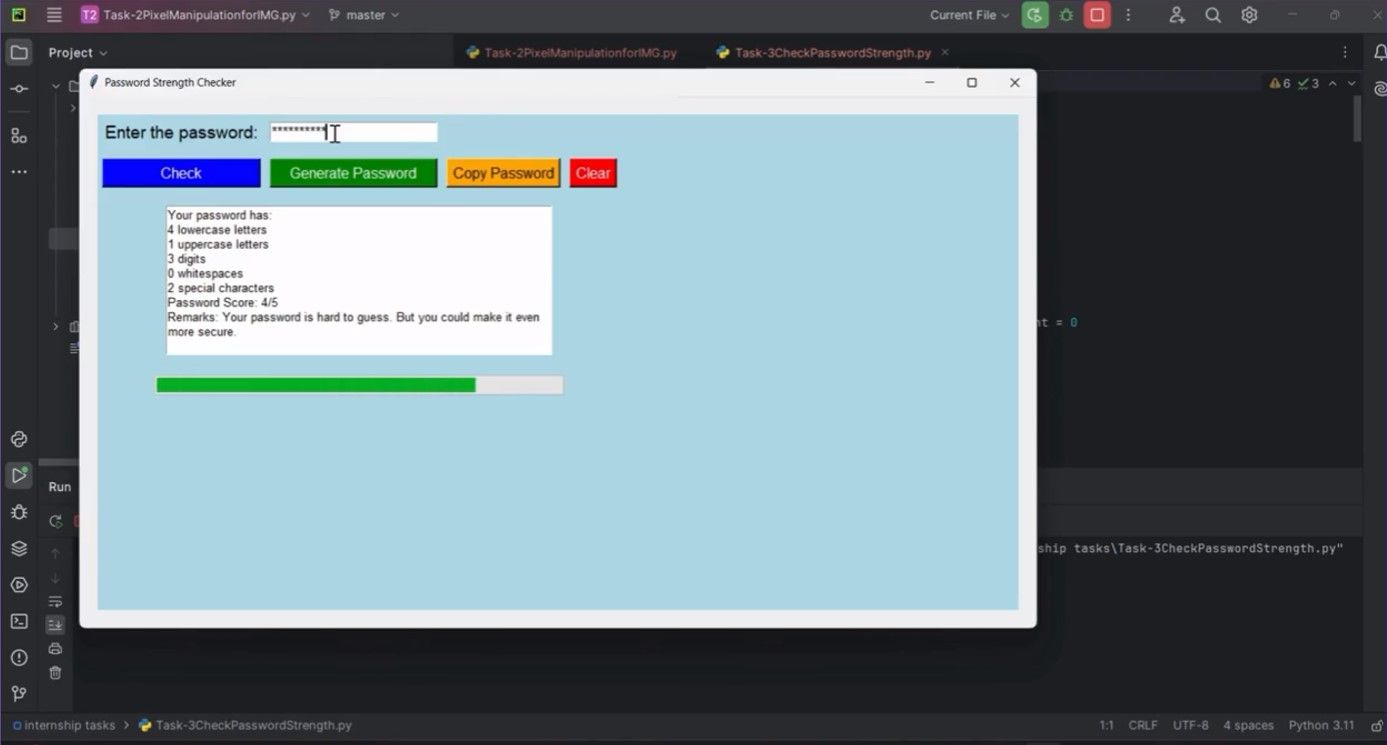 T2 Task-2PixelManipulationforIMG.py master Current File
Project Task-2PixelManipulationforIMG.py Task-3CheckPasswordStrength.py
Password Strength Checker
6 3
Enter the password: **********
Check Generate Password Copy Password Clear
Your password has:
4 lowercase letters
1 uppercase letters
3 digits
0 whitespaces
2 special characters
Password Score: 4/5
Remarks: Your password is hard to guess. But you could make it even
more secure.
nt = 0
Run
ship tasks\Task-3CheckPasswordStrength.py"
internship tasks > Task-3CheckPasswordStrength.py 1:1 CRLF UTF-8 4 spaces Python 3.11